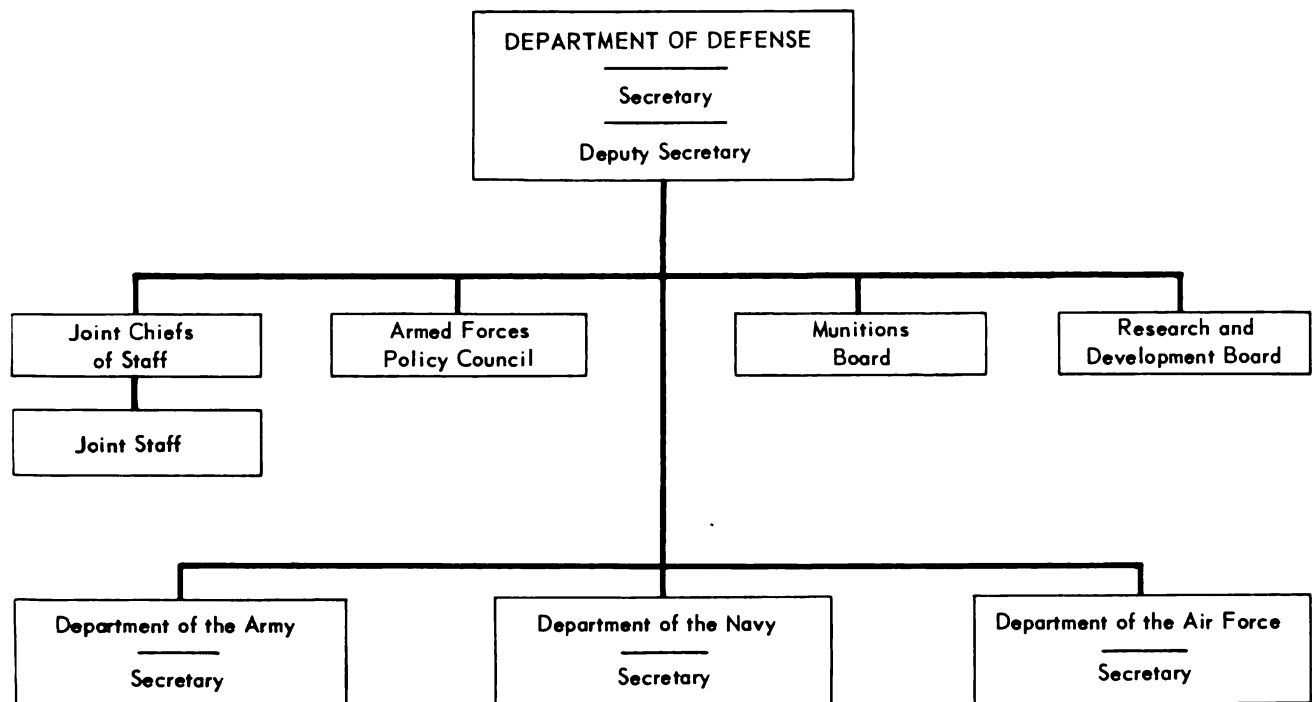 DEPARTMENT OF DEFENSE
Secretary
Deputy Secretary
Joint Chiefs
of Staff
Armed Forces
Policy Council
Munitions
Board
Research and
Development Board
Joint Staff
Department of the Army
Secretary
Department of the Navy
Secretary
Department of the Air Force
Secretary